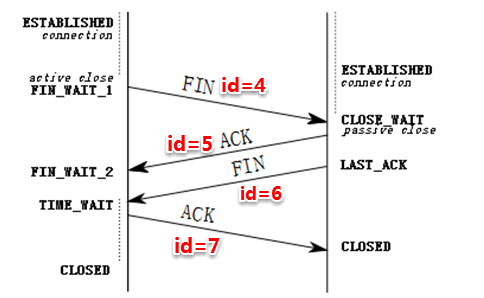 ESTABLISHED
connection
active close
FIN_WAIT_1
FIN id=4
ESTABLISHED
connection
CLOSE_WAIT
passive close
id=5 ACK
FIN_WAIT_2
FIN
id=6
LAST_ACK
TIME_WAIT
ACK
id=7
CLOSED
CLOSED